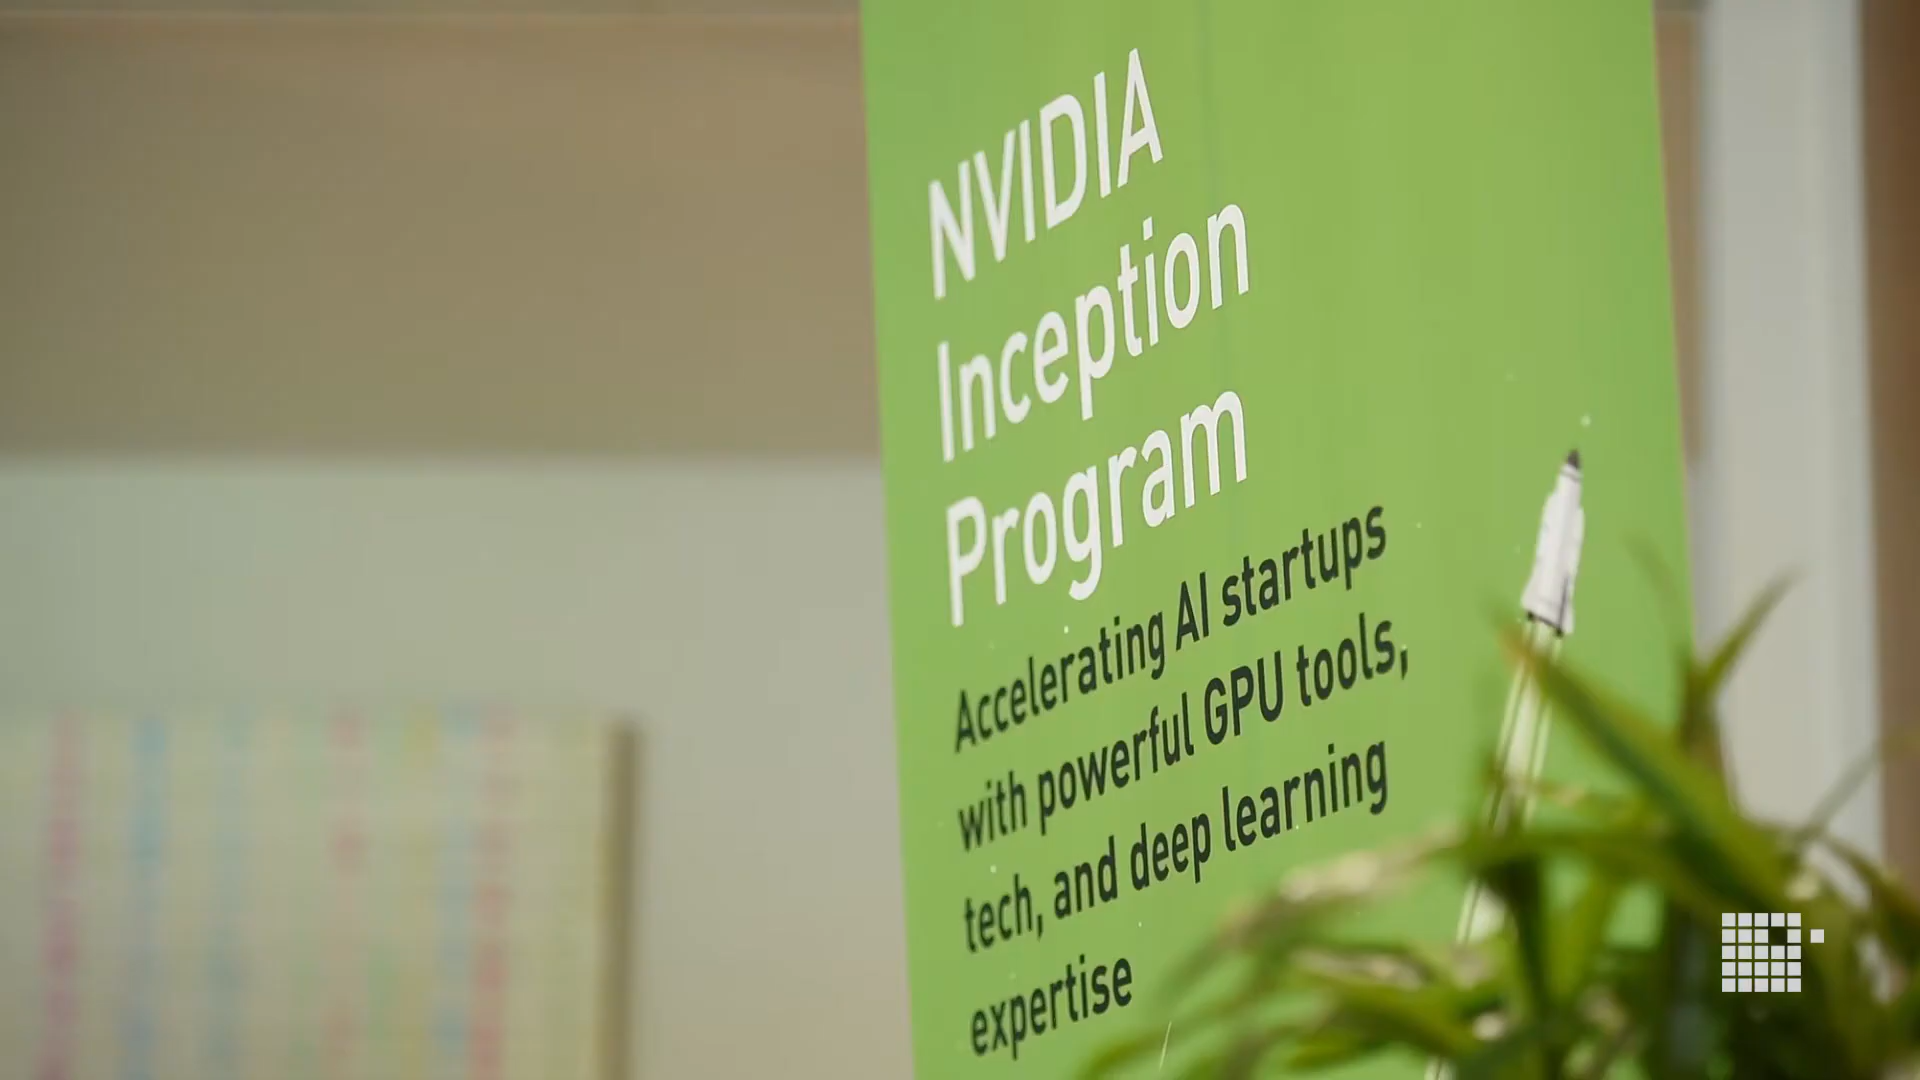 NVIDIA
Inception
Program
Accelerating AI startups
with powerful GPU tools,
tech, and deep learning
expertise